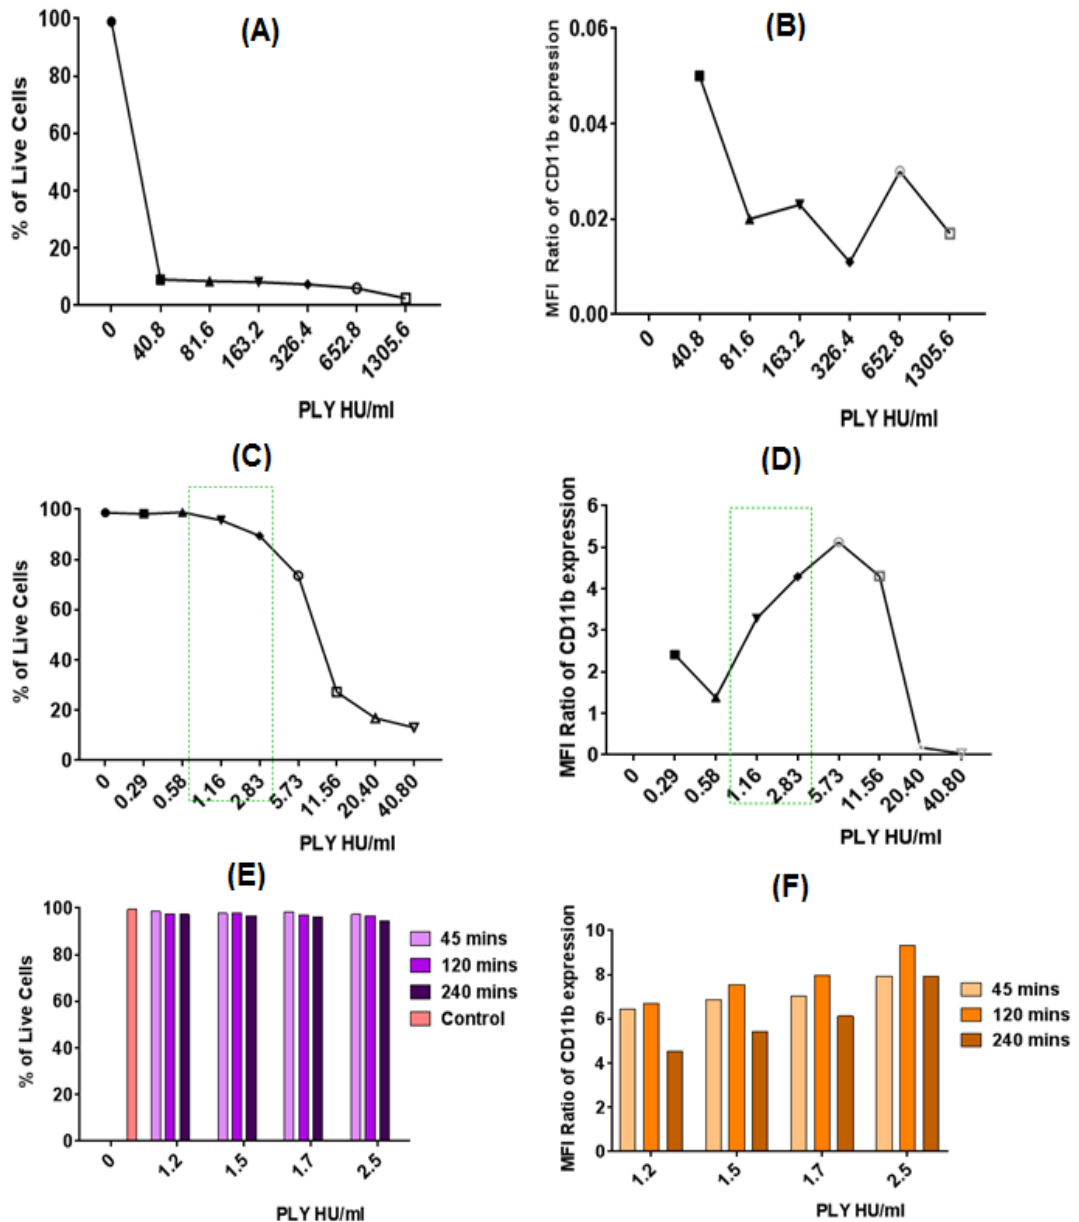 (A)
% of Live Cells
100
80
60
40
20
0
0 40.8 81.6 163.2 326.4 652.8 1305.6
PLY HU/ml
(B)
MFI Ratio of CD11b expression
0.06
0.04
0.02
0.00
0 40.8 81.6 163.2 326.4 652.8 1305.6
PLY HU/ml
(C)
% of Live Cells
100
80
60
40
20
0
0 0.29 0.58 1.16 2.83 5.73 11.56 20.40 40.80
PLY HU/ml
(D)
MFI Ratio of CD11b expression
6
5
4
3
2
1
0
0 0.29 0.58 1.16 2.83 5.73 11.56 20.40 40.80
PLY HU/ml
(E)
% of Live Cells
100
80
60
40
20
0
0 1.2 1.5 1.7 2.5
PLY HU/ml
45 mins
120 mins
240 mins
Control
(F)
MFI Ratio of CD11b expression
10
8
6
4
2
0
1.2 1.5 1.7 2.5
PLY HU/ml
45 mins
120 mins
240 mins